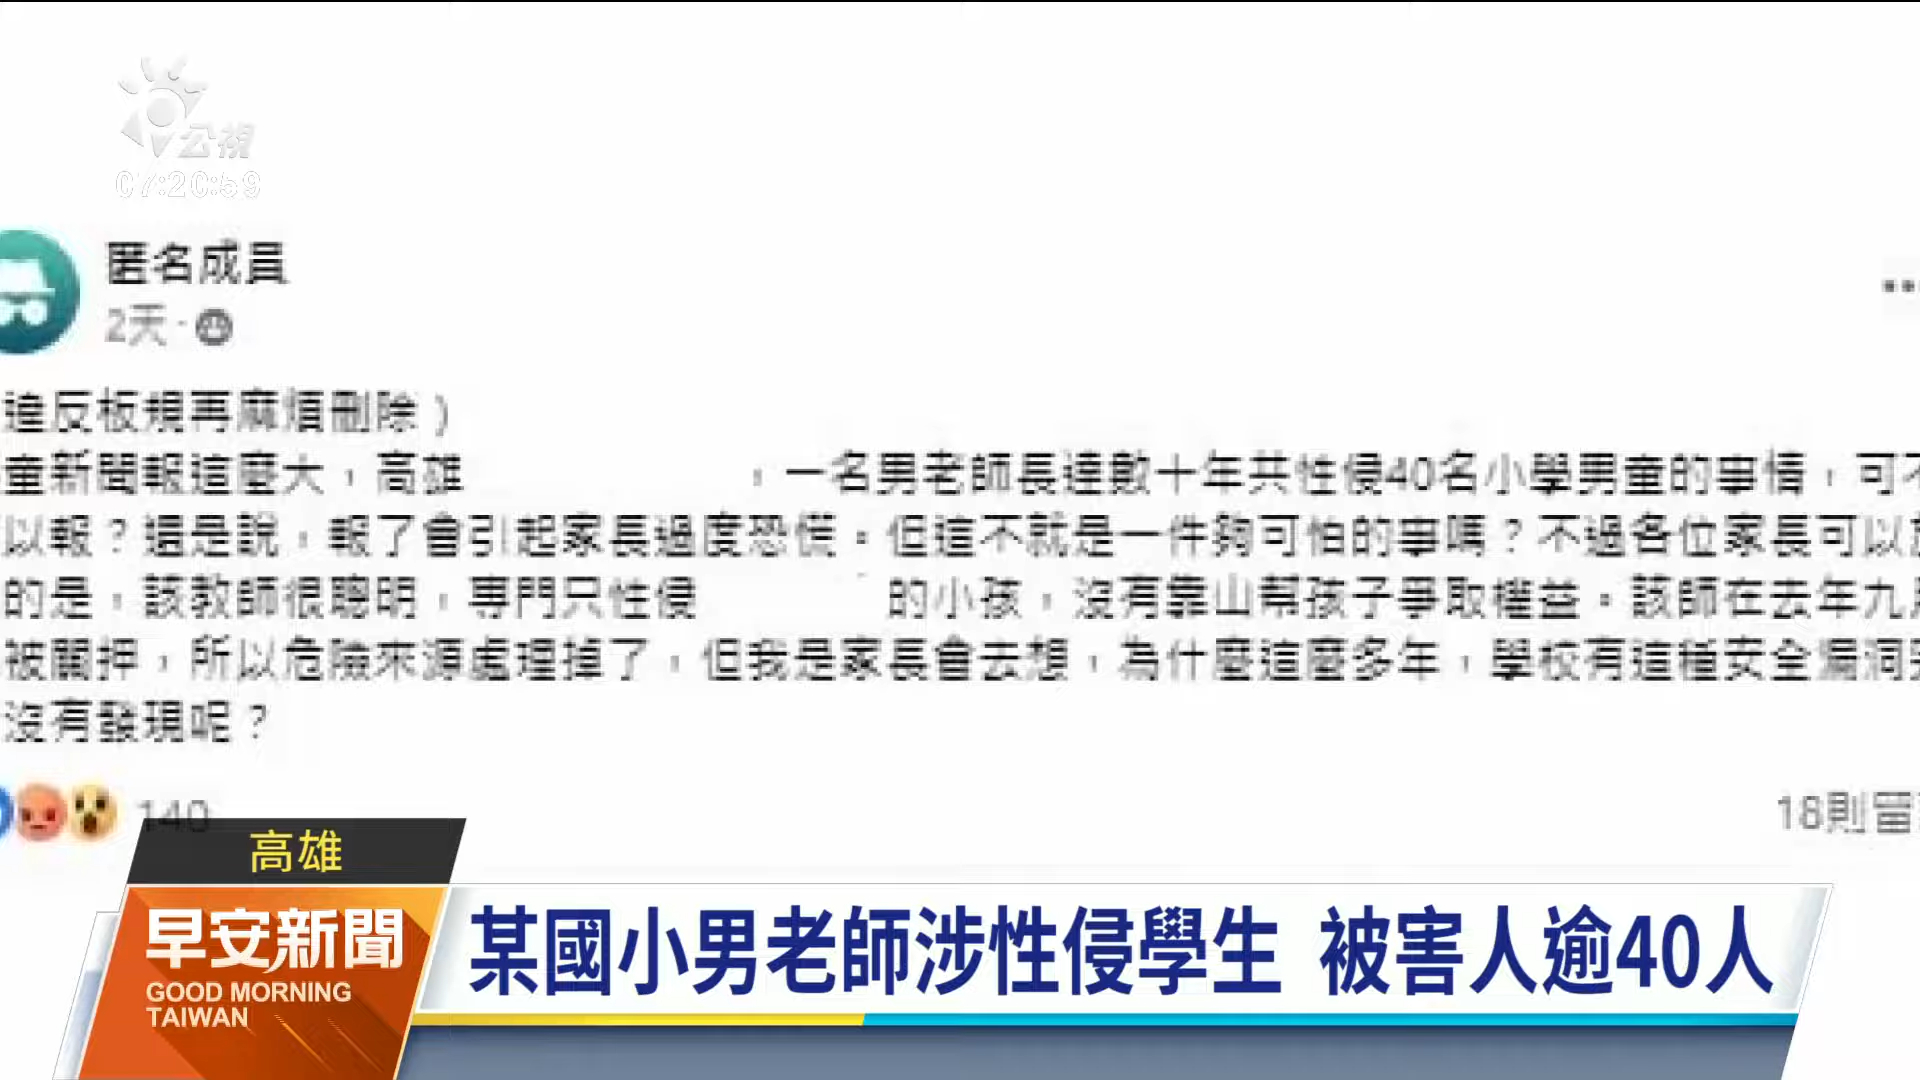 公視
07:20:59
匿名成員
2天
違反板規再麻煩刪除)
童新聞報這麼大,高雄 ,一名男老師長達數十年共性侵40名小學男童的事情,可不
以報?還是說,報了會引起家長過度恐慌。但這不就是一件夠可怕的事嗎?不過各位家長可以放
的是,該教師很聰明,專門只性侵 的小孩,沒有靠山幫孩子爭取權益。該師在去年九月
被關押,所以危險來源處理掉了,但我是家長會去想,為什麼這麼多年,學校有這種安全漏洞
沒有發現呢?
140
18則留
高雄
早安新聞
GOOD MORNING
TAIWAN
某國小男老師涉性侵學生 被害人逾40人